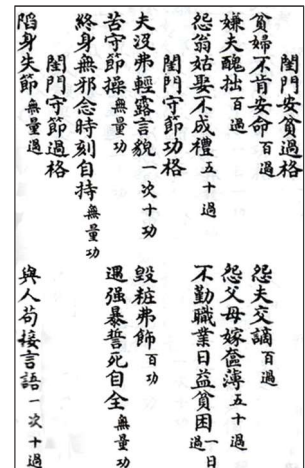 閨門安貧過格
貧婦不肯安命 百過 怨夫交謫 百過
嫌夫醜拙 百過 怨父母嫁奩薄 五十過
怨翁姑娶不成禮 五十過 不勤職業日益貧困 一日過
閨門守節功格
夫沒弗輕露言貌 一次十功 毀粧弗飾 百功
苦守節操 無量功 遇强暴誓死自全 無量功
終身無邪念時刻自持 無量功
閨門守節過格
陷身失節 無量過 與人苟接言語 一次十過